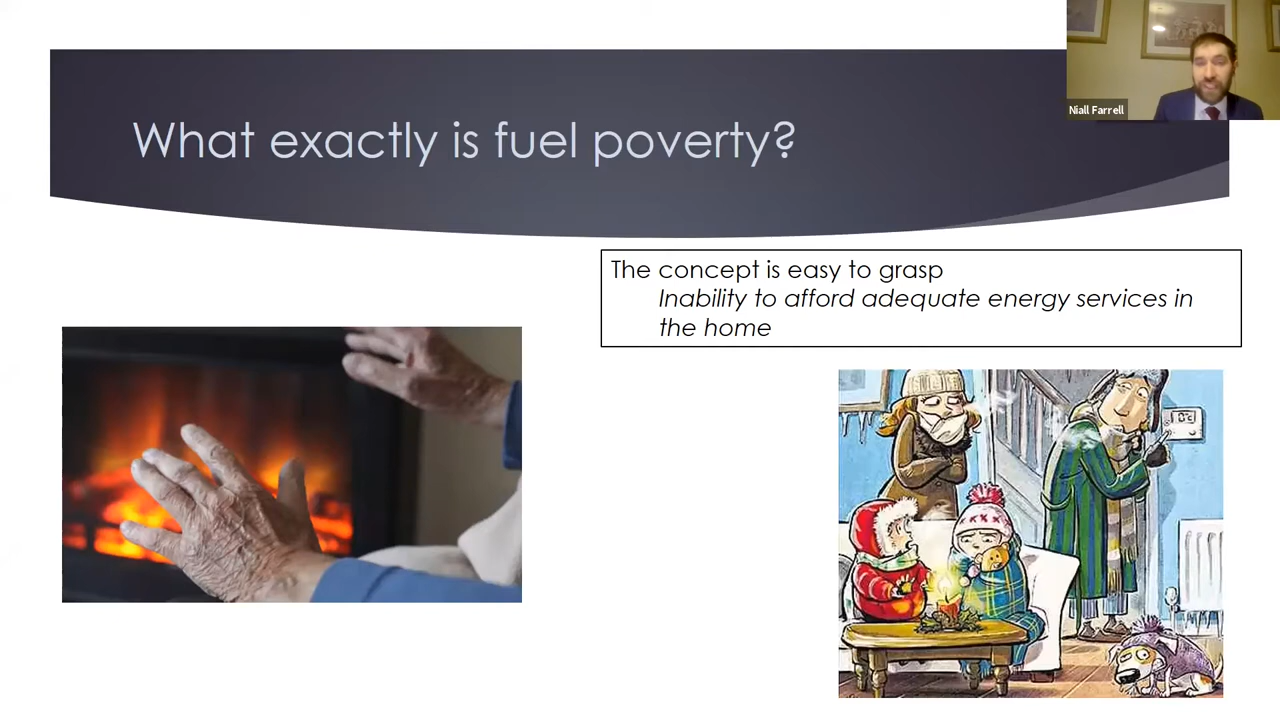 What exactly is fuel poverty?
Niall Farrell
The concept is easy to grasp
Inability to afford adequate energy services in
the home